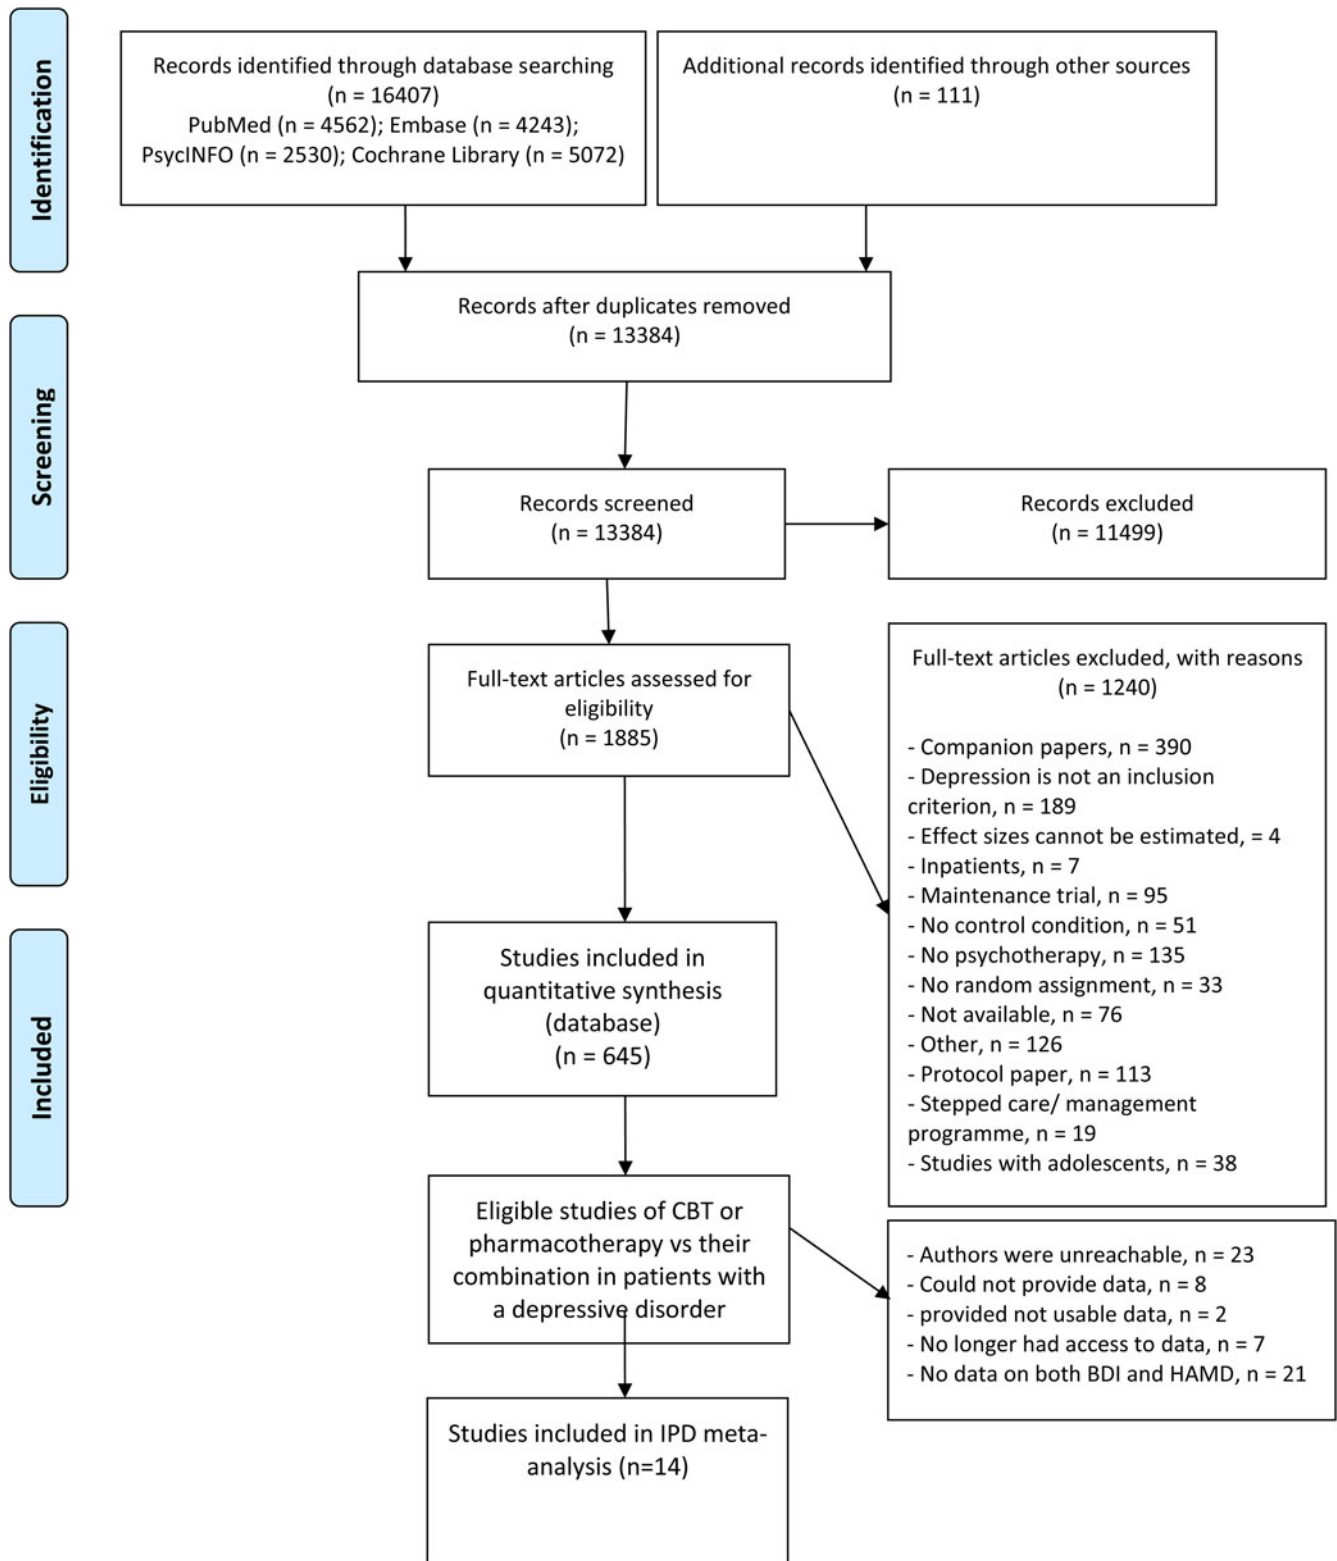 Identification
Records identified through database searching
(n = 16407)
PubMed (n = 4562); Embase (n = 4243);
PsycINFO (n = 2530); Cochrane Library (n = 5072)
Additional records identified through other sources
(n = 111)
Records after duplicates removed
(n = 13384)
Screening
Records screened
(n = 13384)
Records excluded
(n = 11499)
Eligibility
Full-text articles assessed for
eligibility
(n = 1885)
Full-text articles excluded, with reasons
(n = 1240)
- Companion papers, n = 390
- Depression is not an inclusion
criterion, n = 189
- Effect sizes cannot be estimated, = 4
- Inpatients, n = 7
- Maintenance trial, n = 95
- No control condition, n = 51
- No psychotherapy, n = 135
- No random assignment, n = 33
- Not available, n = 76
- Other, n = 126
- Protocol paper, n = 113
- Stepped care/ management
programme, n = 19
- Studies with adolescents, n = 38
Included
Studies included in
quantitative synthesis
(database)
(n = 645)
Eligible studies of CBT or
pharmacotherapy vs their
combination in patients with
a depressive disorder
- Authors were unreachable, n = 23
- Could not provide data, n = 8
- provided not usable data, n = 2
- No longer had access to data, n = 7
- No data on both BDI and HAMD, n = 21
Studies included in IPD meta-
analysis (n=14)